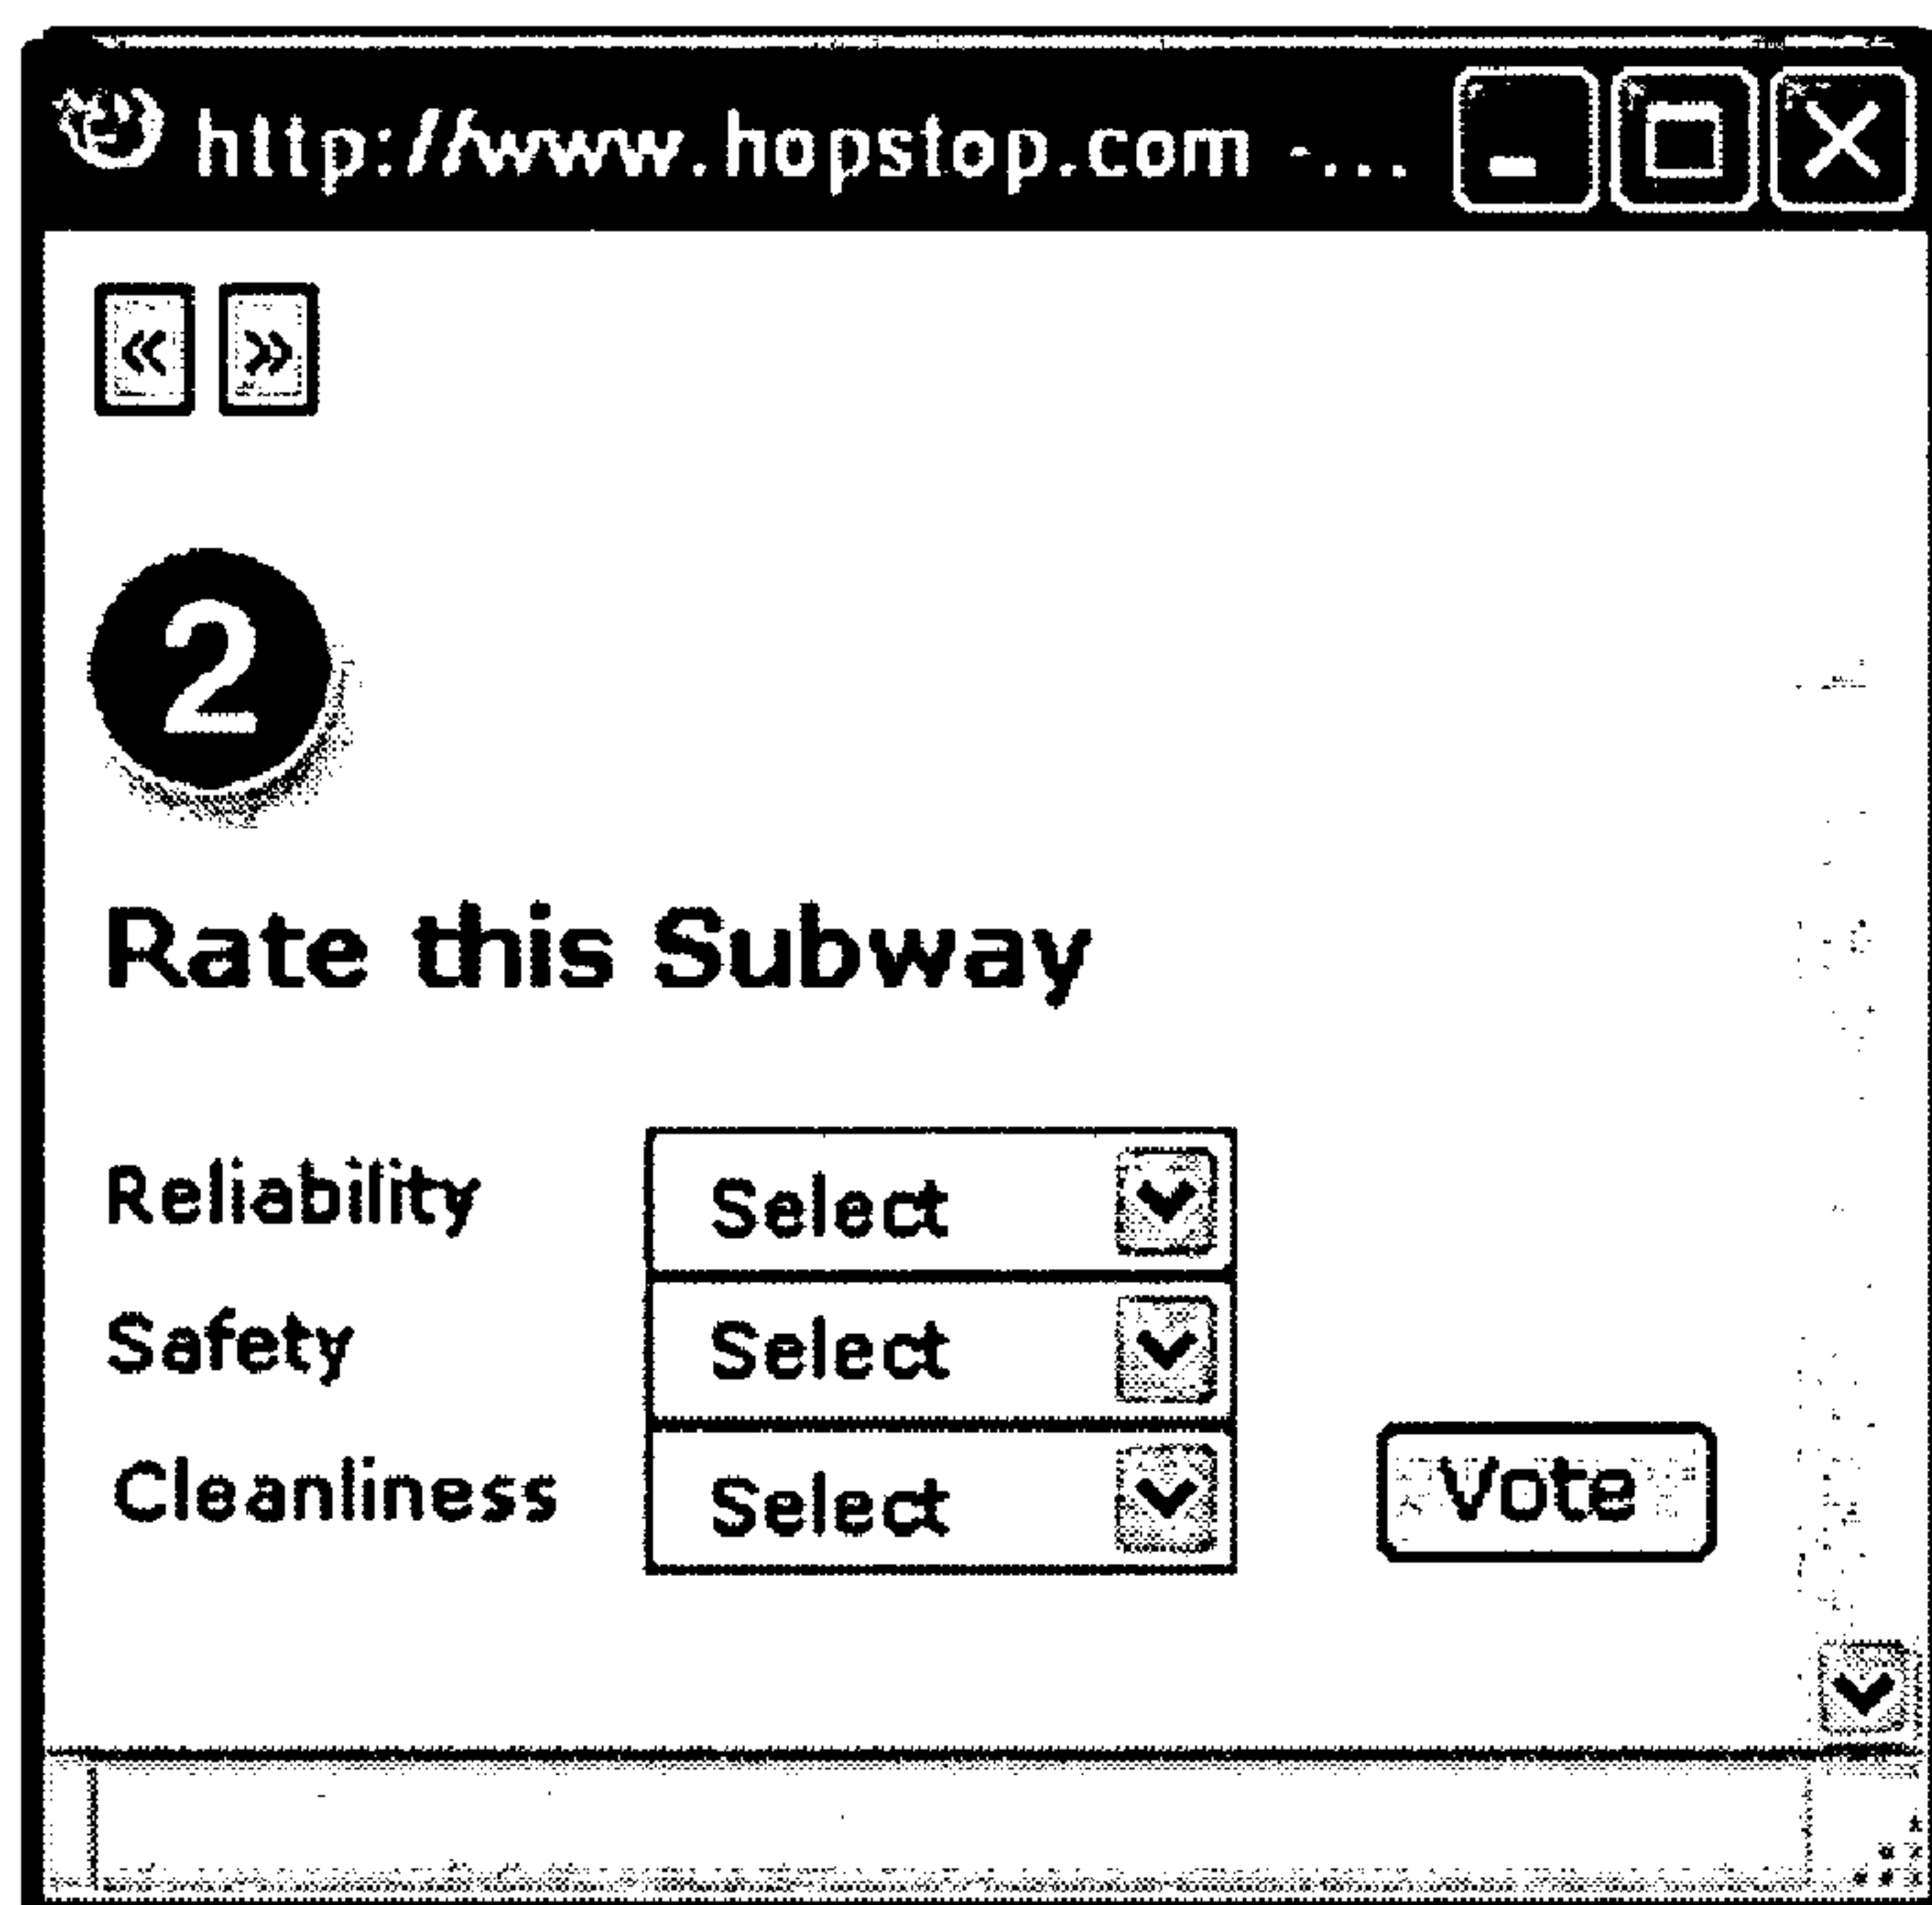 http://www.hopstop.com -...
« »
2
Rate this Subway
Reliability Select
Safety Select
Cleanliness Select Vote